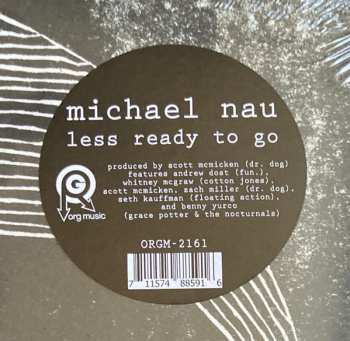 michael nau
less ready to go
produced by scott mcmicken (dr. dog)
features andrew dost (fun.),
whitney mcgraw (cotton jones),
scott mcmicken, zach miller (dr. dog),
seth kauffman (floating action),
and benny yurco
(grace potter & the nocturnals)
G
org music
ORGM-2161
7 11574 88591 6